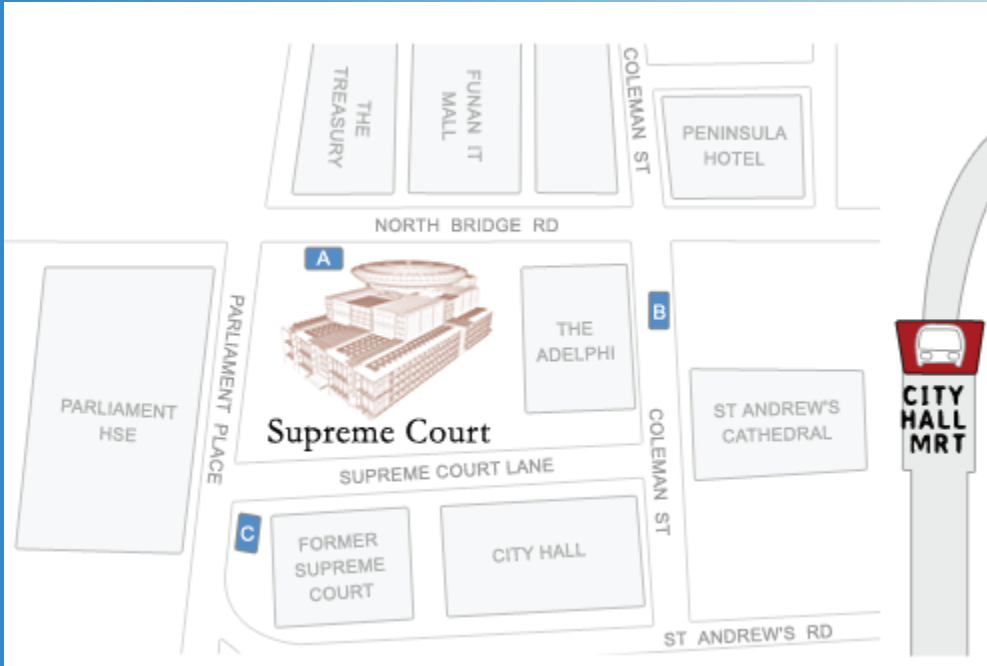 THE
TREASURY
FUNAN IT
MALL
COLEMAN ST
PENINSULA
HOTEL
NORTH BRIDGE RD
A
B
THE
ADELPHI
PARLIAMENT PLACE
PARLIAMENT
HSE
Supreme Court
COLEMAN ST
ST ANDREW'S
CATHEDRAL
CITY
HALL
MRT
SUPREME COURT LANE
C
FORMER
SUPREME
COURT
CITY HALL
ST ANDREW'S RD